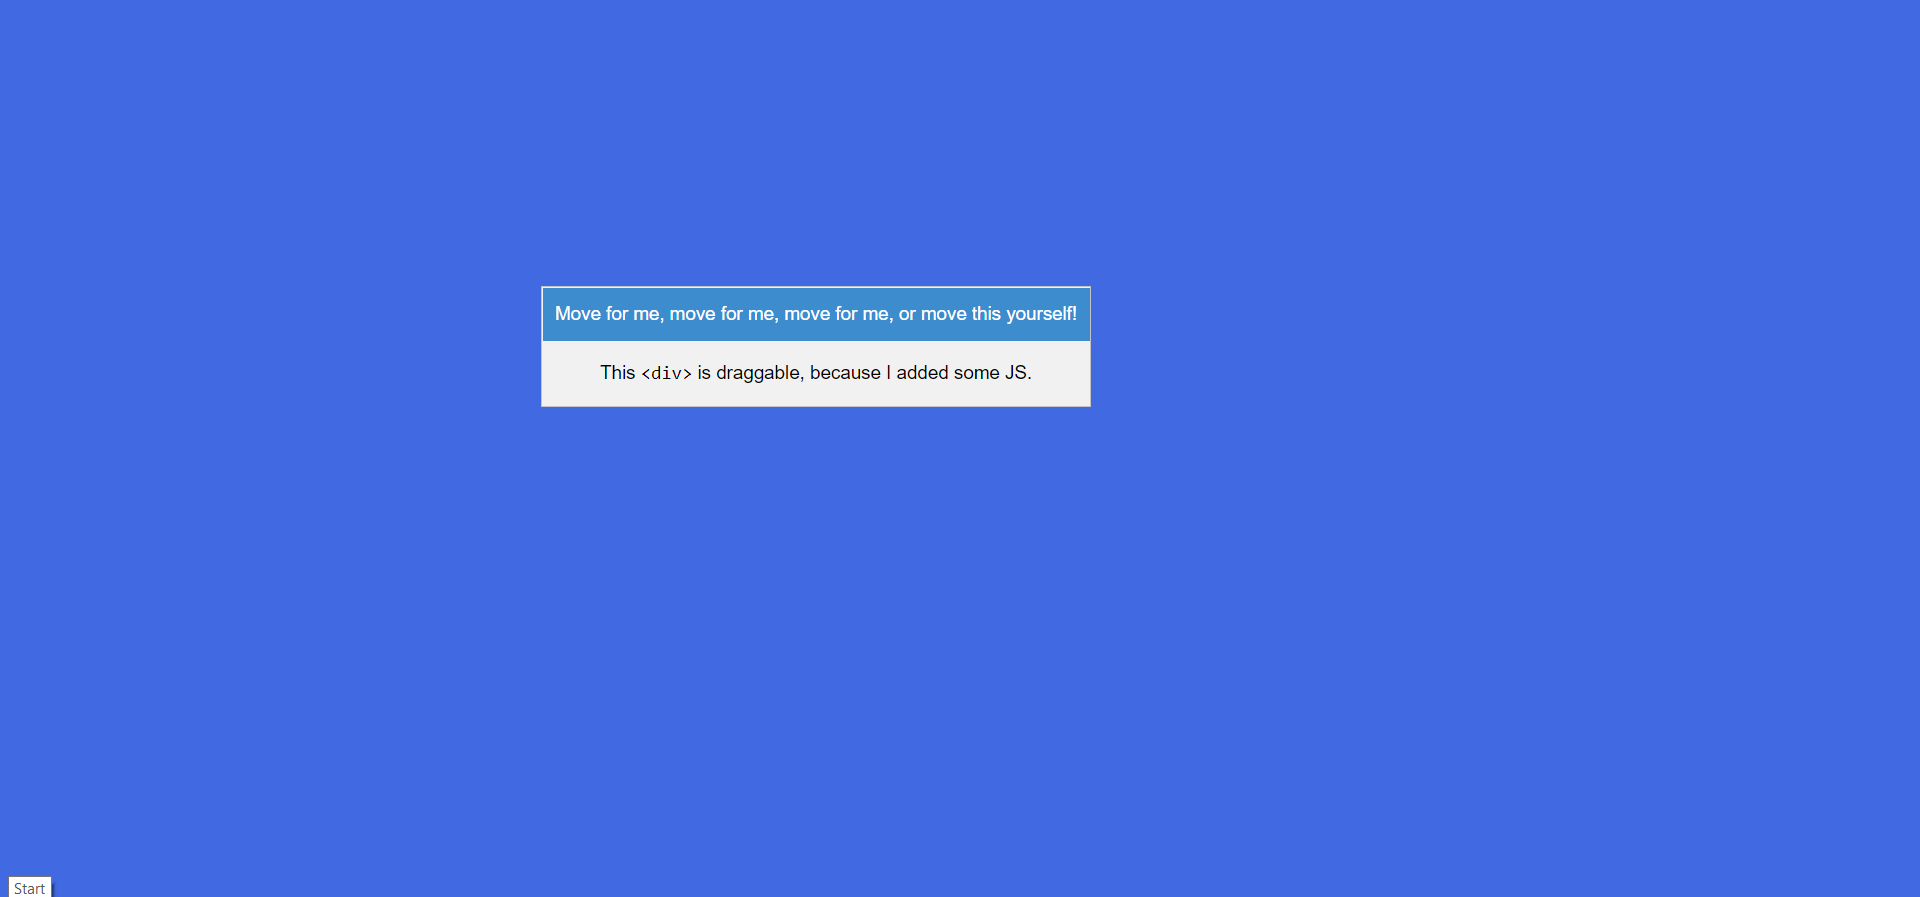 Move for me, move for me, move for me, or move this yourself!
This <div> is draggable, because I added some JS.
Start